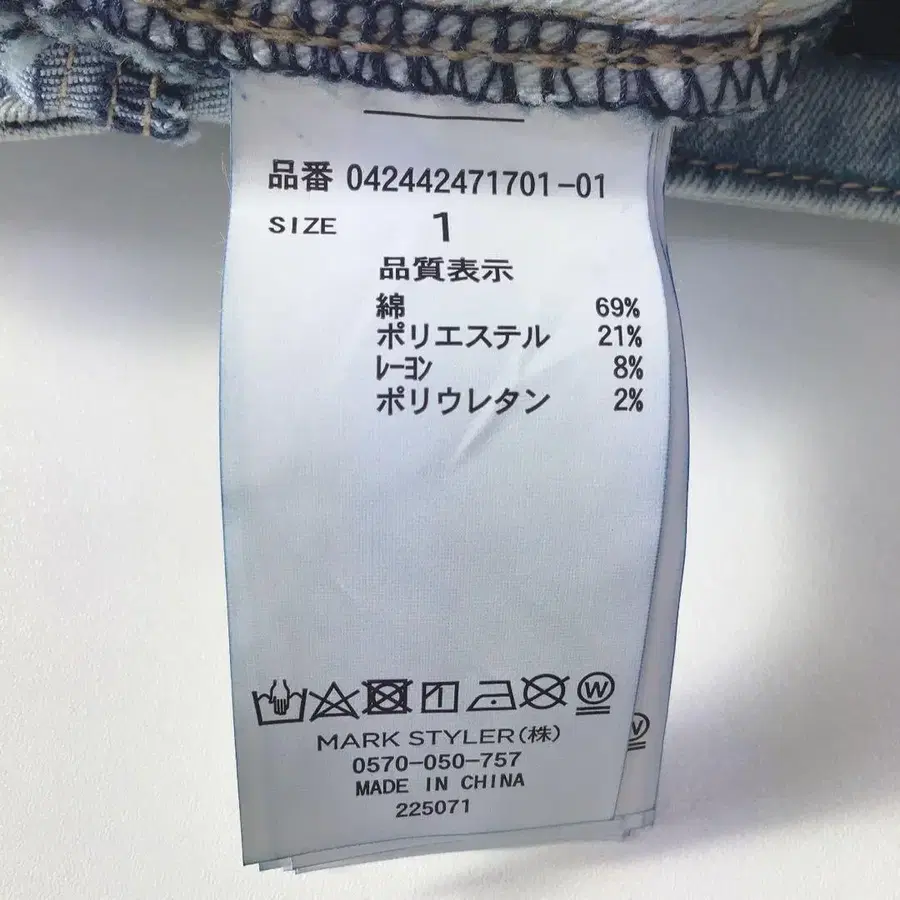 品番 042442471701-01
SIZE 1
品質表示
綿 69%
ポリエステル 21%
レーヨン 8%
ポリウレタン 2%
W
MARK STYLER(株)
0570-050-757
MADE IN CHINA
225071